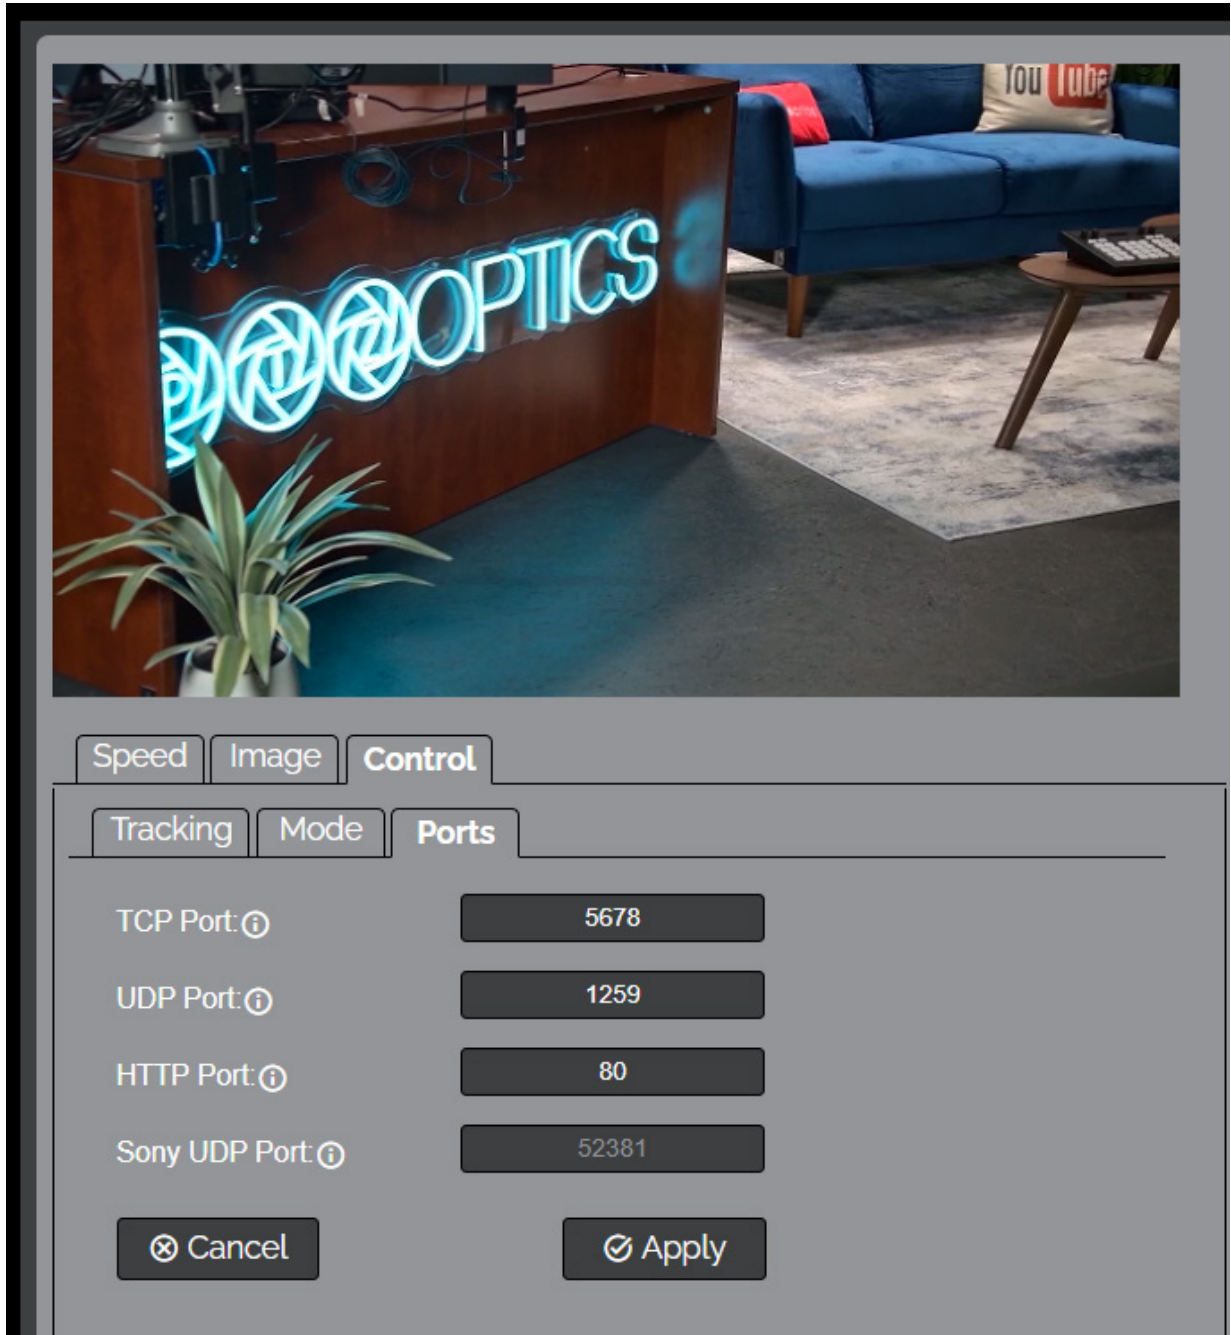 You Tube
PTZOPTICS
Speed Image Control
Tracking Mode Ports
TCP Port: 5678
UDP Port: 1259
HTTP Port: 80
Sony UDP Port: 52381
Cancel Apply